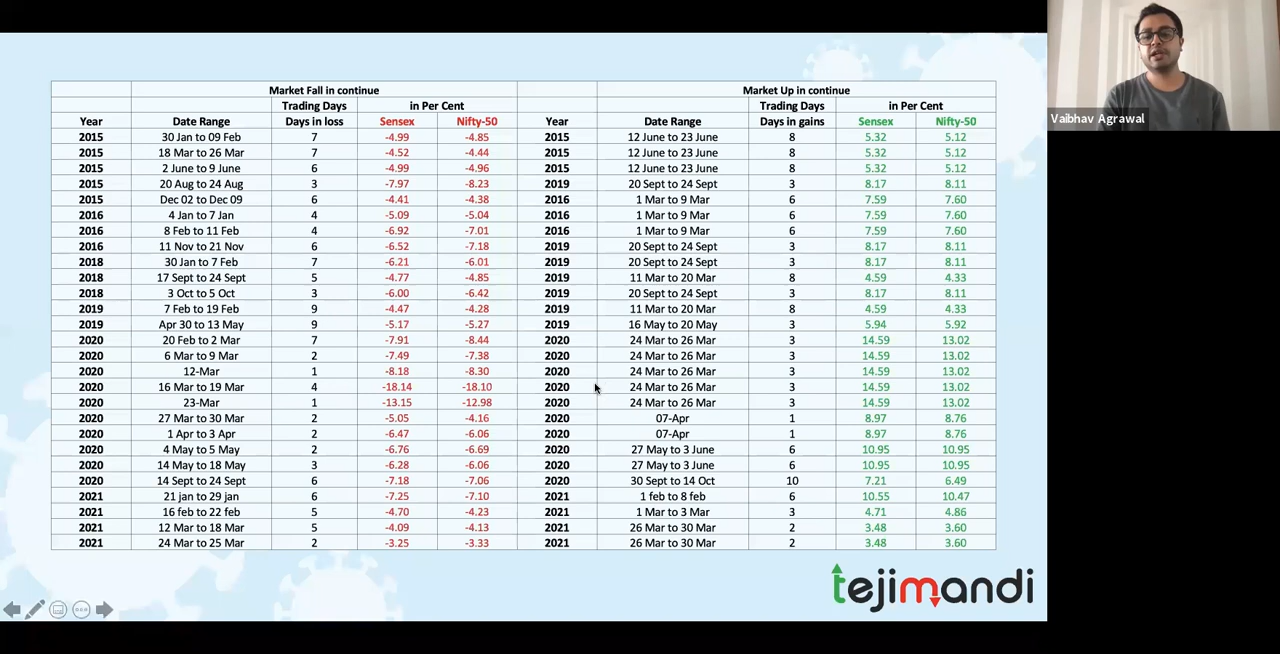 Market Fall in continue Market Up in continue
Trading Days in Per Cent Trading Days in Per Cent
Year Date Range Days in loss Sensex Nifty-50 Year Date Range Days in gains Sensex Nifty-50
2015 30 Jan to 09 Feb 7 -4.99 -4.85 2015 12 June to 23 June 8 5.32 5.12
2015 18 Mar to 26 Mar 7 -4.52 -4.44 2015 12 June to 23 June 8 5.32 5.12
2015 2 June to 9 June 6 -4.99 -4.96 2015 12 June to 23 June 8 5.32 5.12
2015 20 Aug to 24 Aug 3 -7.97 -8.23 2019 20 Sept to 24 Sept 3 8.17 8.11
2015 Dec 02 to Dec 09 6 -4.41 -4.38 2016 1 Mar to 9 Mar 6 7.59 7.60
2016 4 Jan to 7 Jan 4 -5.09 -5.04 2016 1 Mar to 9 Mar 6 7.59 7.60
2016 8 Feb to 11 Feb 4 -6.92 -7.01 2016 1 Mar to 9 Mar 6 7.59 7.60
2016 11 Nov to 21 Nov 6 -6.52 -7.18 2019 20 Sept to 24 Sept 3 8.17 8.11
2018 30 Jan to 7 Feb 7 -6.21 -6.01 2019 20 Sept to 24 Sept 3 8.17 8.11
2018 17 Sept to 24 Sept 5 -4.77 -4.85 2019 11 Mar to 20 Mar 8 4.59 4.33
2018 3 Oct to 5 Oct 3 -6.00 -6.42 2019 20 Sept to 24 Sept 3 8.17 8.11
2019 7 Feb to 19 Feb 9 -4.47 -4.28 2019 11 Mar to 20 Mar 8 4.59 4.33
2019 Apr 30 to 13 May 9 -5.17 -5.27 2019 16 May to 20 May 3 5.94 5.92
2020 20 Feb to 2 Mar 7 -7.91 -8.44 2020 24 Mar to 26 Mar 3 14.59 13.02
2020 6 Mar to 9 Mar 2 -7.49 -7.38 2020 24 Mar to 26 Mar 3 14.59 13.02
2020 12-Mar 1 -8.18 -8.30 2020 24 Mar to 26 Mar 3 14.59 13.02
2020 16 Mar to 19 Mar 4 -18.14 -18.10 2020 24 Mar to 26 Mar 3 14.59 13.02
2020 23-Mar 1 -13.15 -12.98 2020 24 Mar to 26 Mar 3 14.59 13.02
2020 27 Mar to 30 Mar 2 -5.05 -4.16 2020 07-Apr 1 8.97 8.76
2020 1 Apr to 3 Apr 2 -6.47 -6.06 2020 07-Apr 1 8.97 8.76
2020 4 May to 5 May 2 -6.76 -6.69 2020 27 May to 3 June 6 10.95 10.95
2020 14 May to 18 May 3 -6.28 -6.06 2020 27 May to 3 June 6 10.95 10.95
2020 14 Sept to 24 Sept 6 -7.18 -7.06 2020 30 Sept to 14 Oct 10 7.21 6.49
2021 21 jan to 29 jan 6 -7.25 -7.10 2021 1 feb to 8 feb 6 10.55 10.47
2021 16 feb to 22 feb 5 -4.70 -4.23 2021 1 Mar to 3 Mar 3 4.71 4.86
2021 12 Mar to 18 Mar 5 -4.09 -4.13 2021 26 Mar to 30 Mar 2 3.48 3.60
2021 24 Mar to 25 Mar 2 -3.25 -3.33 2021 26 Mar to 30 Mar 2 3.48 3.60
tejimandi
Vaibhav Agrawal